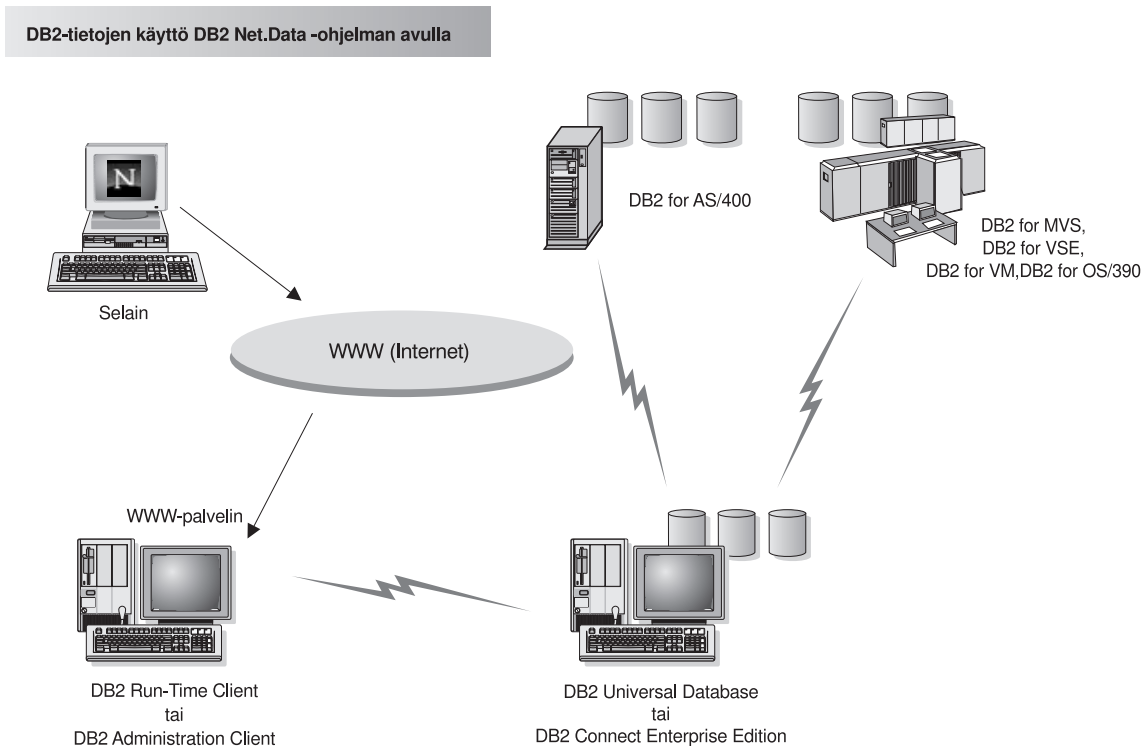 DB2-tietojen käyttö DB2 Net.Data -ohjelman avulla
N
Selain
DB2 for AS/400
DB2 for MVS,
DB2 for VSE,
DB2 for VM,DB2 for OS/390
WWW (Internet)
WWW-palvelin
DB2 Run-Time Client
tai
DB2 Administration Client
DB2 Universal Database
tai
DB2 Connect Enterprise Edition